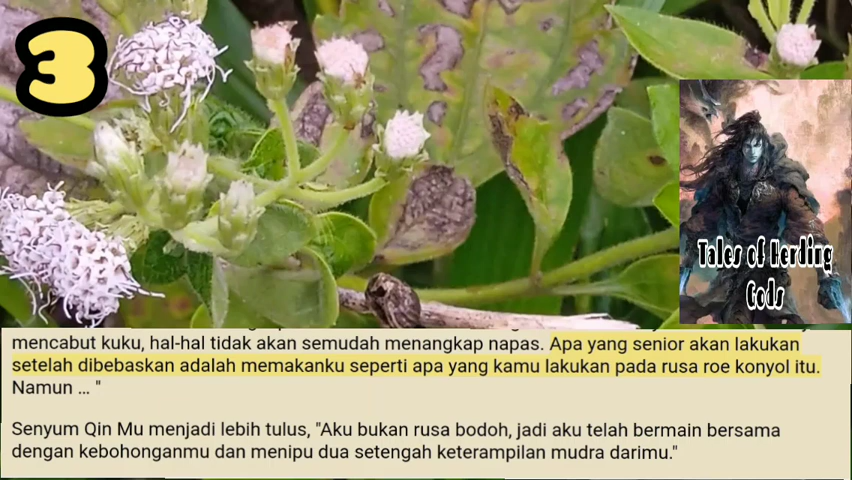 3
Tales of Herding
Gods
mencabut kuku, hal-hal tidak akan semudah menangkap napas. Apa yang senior akan lakukan
setelah dibebaskan adalah memakanku seperti apa yang kamu lakukan pada rusa roe konyol itu.
Namun ... "
Senyum Qin Mu menjadi lebih tulus, "Aku bukan rusa bodoh, jadi aku telah bermain bersama
dengan kebohonganmu dan menipu dua setengah keterampilan mudra darimu."